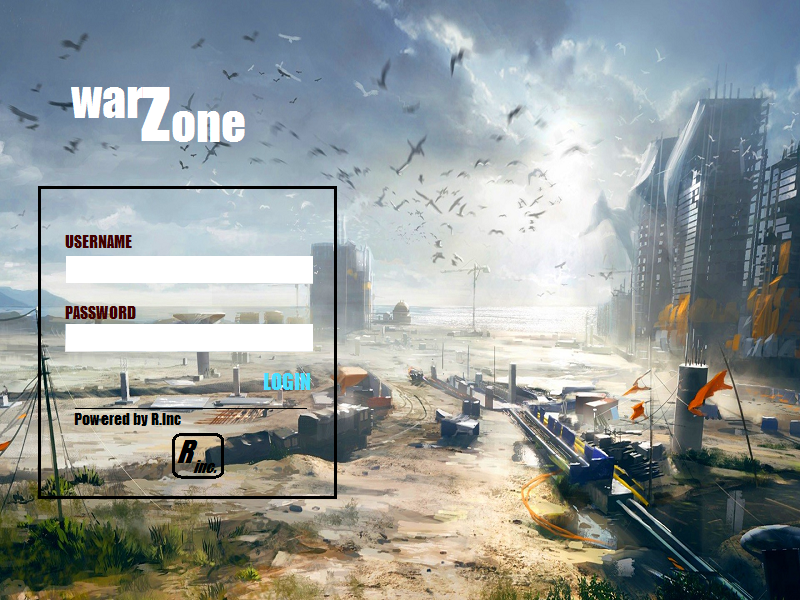 warZone
USERNAME
PASSWORD
LOGIN
Powered by R.Inc
R
inc.